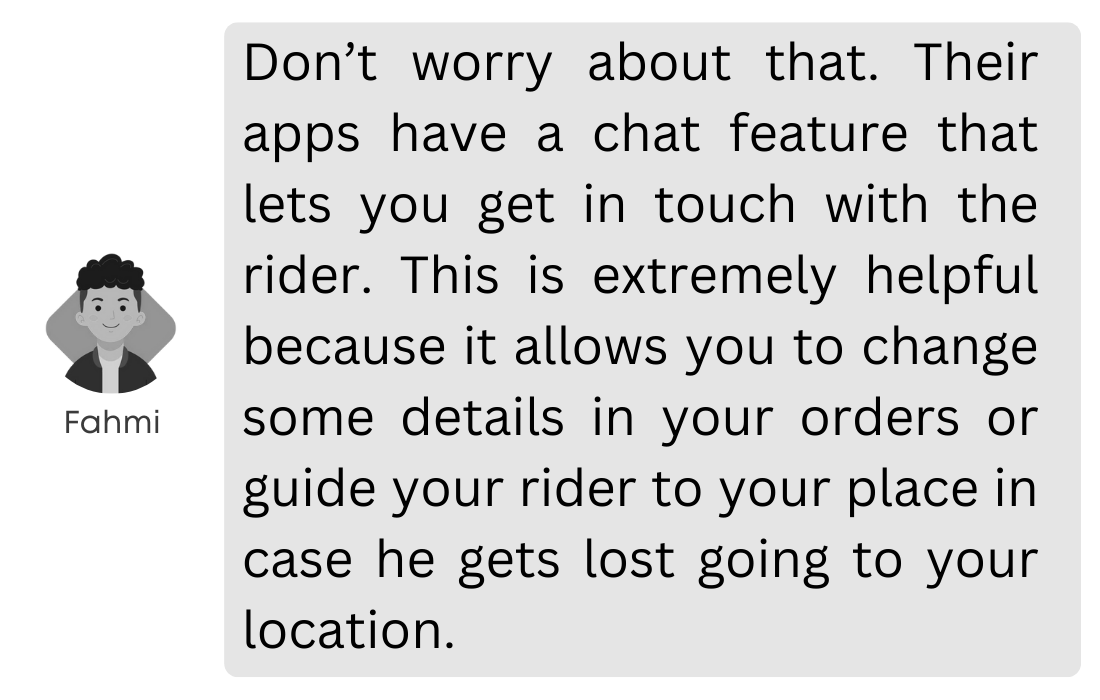 Don’t worry about that. Their
apps have a chat feature that
lets you get in touch with the
rider. This is extremely helpful
because it allows you to change
some details in your orders or
guide your rider to your place in
case he gets lost going to your
location.
Fahmi